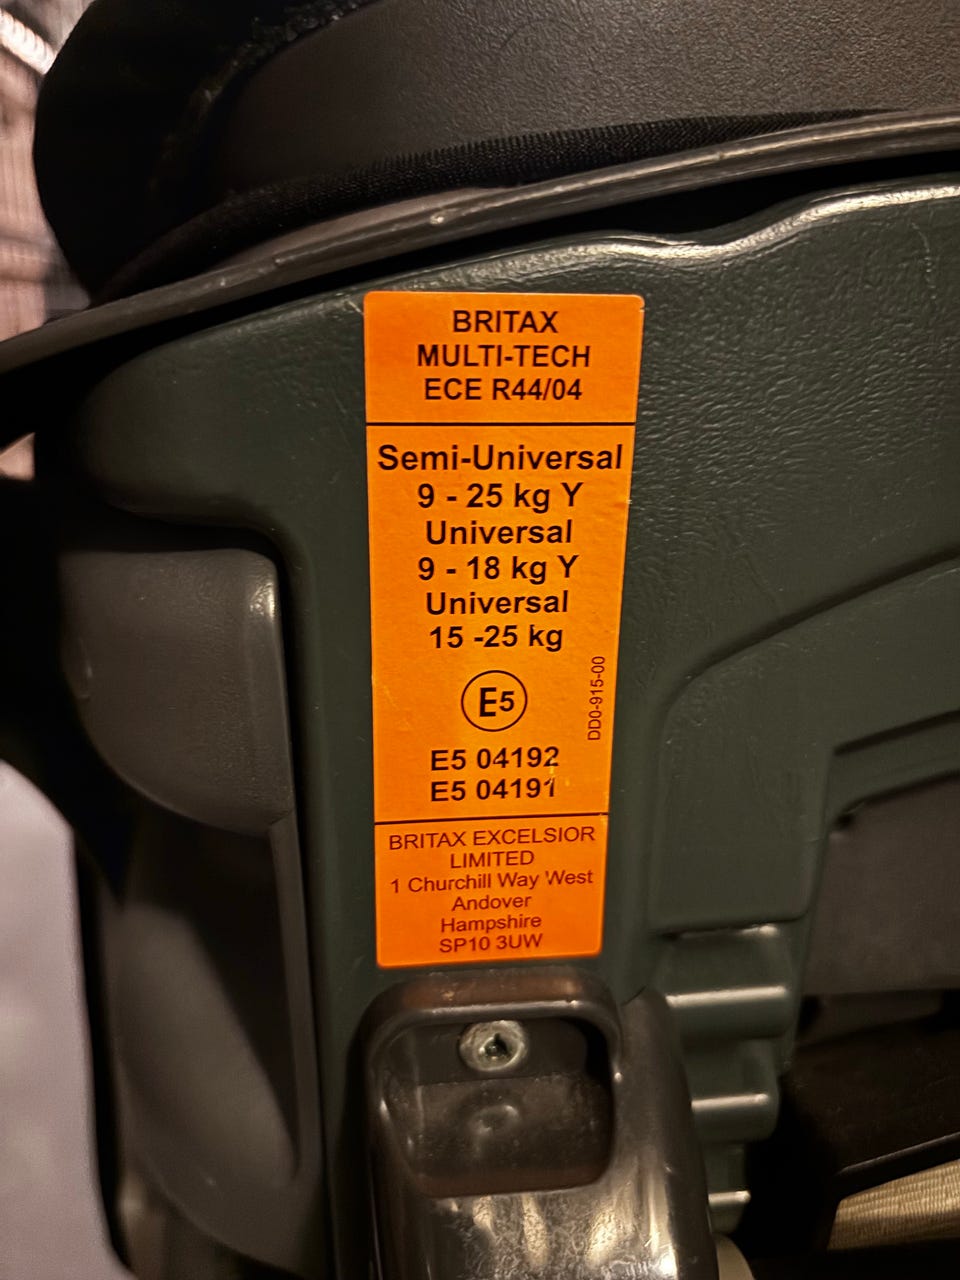 BRITAX
MULTI-TECH
ECE R44/04
Semi-Universal
9 - 25 kg Y
Universal
9 - 18 kg Y
Universal
15 -25 kg
E5
DD0-915-00
E5 04192
E5 04191
BRITAX EXCELSIOR
LIMITED
1 Churchill Way West
Andover
Hampshire
SP10 3UW